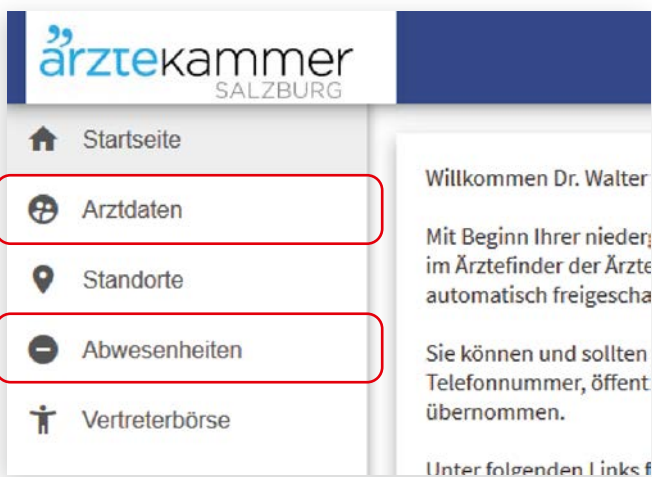 ärztekammer
SALZBURG
Startseite
Arztdaten
Standorte
Abwesenheiten
Vertreterbörse
Willkommen Dr. Walter
Mit Beginn Ihrer nieder
im Ärztefinder der Ärzte
automatisch freigescha
Sie können und sollten
Telefonnummer, öffent
übernommen.
Unter folgenden Links f